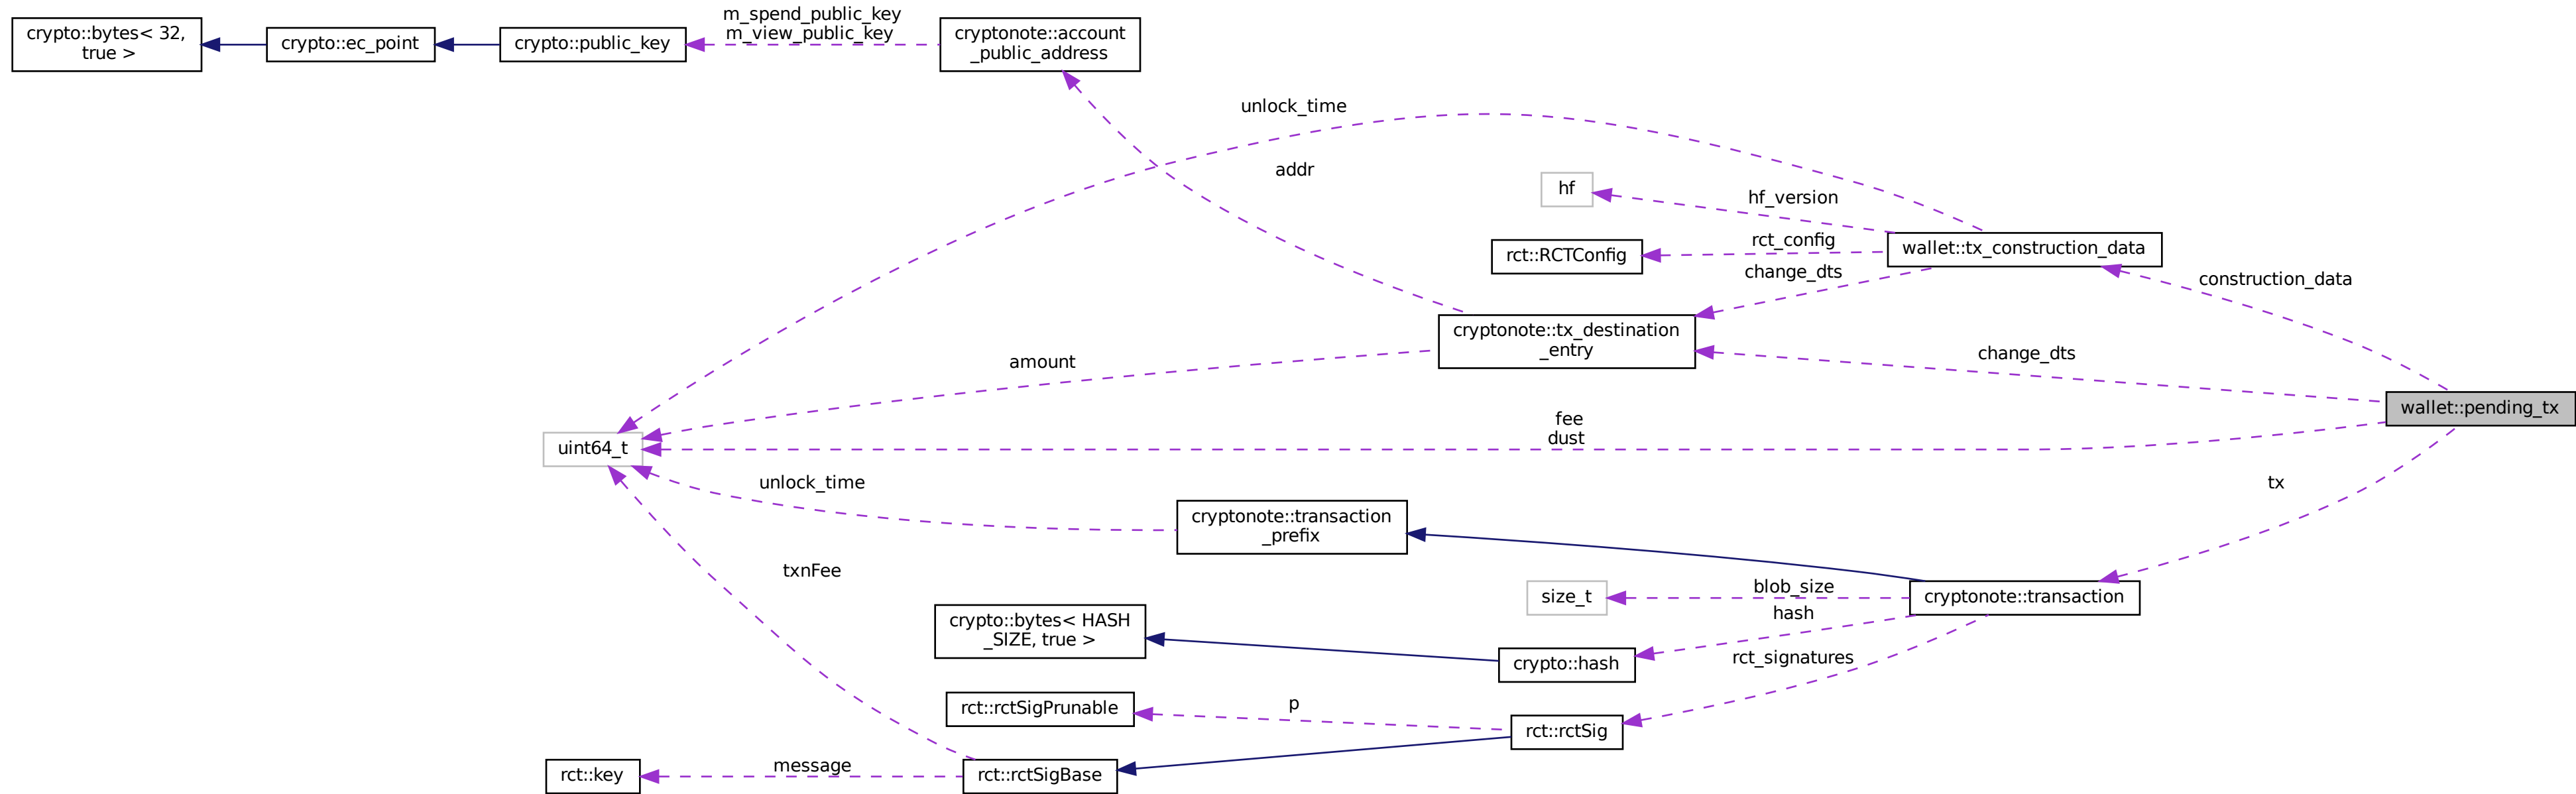 crypto::bytes< 32,
true >
crypto::ec_point
crypto::public_key
m_spend_public_key
m_view_public_key
cryptonote::account
_public_address
unlock_time
addr
hf
hf_version
rct::RCTConfig
rct_config
wallet::tx_construction_data
change_dts
construction_data
cryptonote::tx_destination
_entry
amount
change_dts
wallet::pending_tx
fee
dust
uint64_t
unlock_time
tx
cryptonote::transaction
_prefix
txnFee
size_t
blob_size
cryptonote::transaction
hash
crypto::bytes< HASH
_SIZE, true >
crypto::hash
rct_signatures
rct::rctSigPrunable
p
rct::rctSig
rct::key
message
rct::rctSigBase